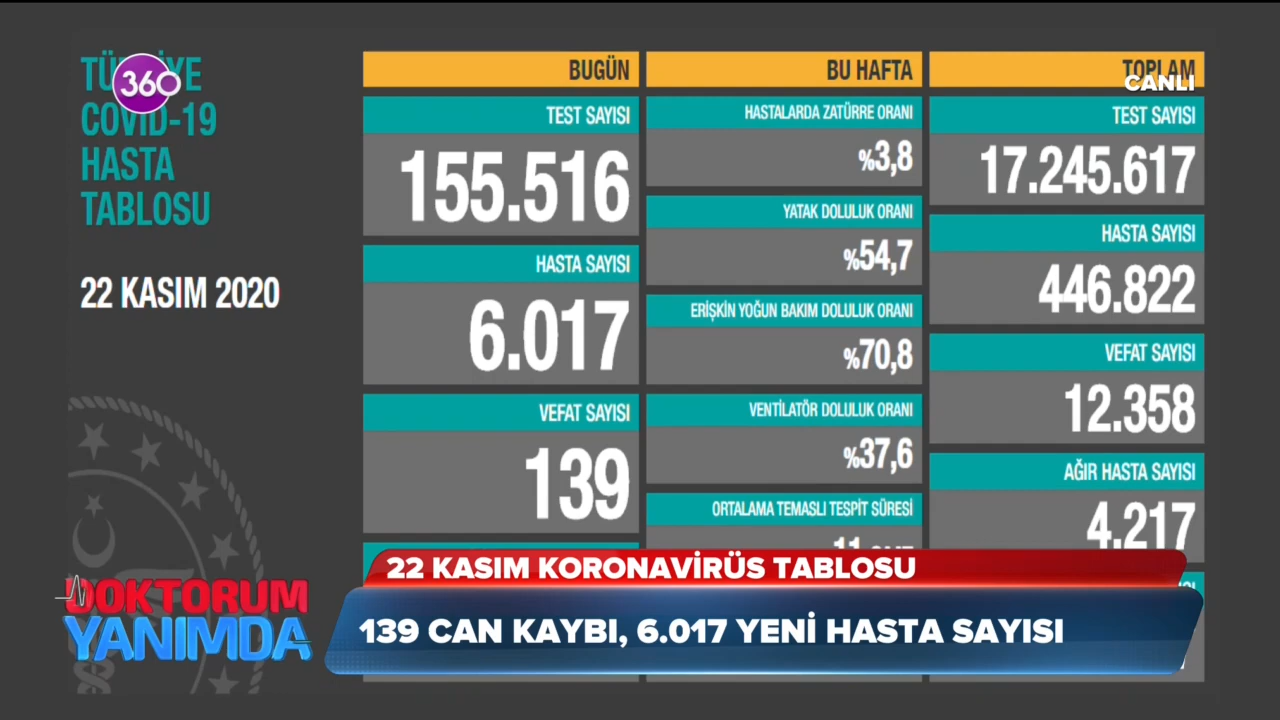 TÜRKİYE
COVID-19
HASTA
TABLOSU
22 KASIM 2020
360
BUGÜN
TEST SAYISI
155.516
HASTA SAYISI
6.017
VEFAT SAYISI
139
BU HAFTA
HASTALARDA ZATÜRRE ORANI
%3,8
YATAK DOLULUK ORANI
%54,7
ERİŞKİN YOĞUN BAKIM DOLULUK ORANI
%70,8
VENTİLATÖR DOLULUK ORANI
%37,6
ORTALAMA TEMASLI TESPİT SÜRESİ
TOPLAM
CANLI
TEST SAYISI
17.245.617
HASTA SAYISI
446.822
VEFAT SAYISI
12.358
AĞIR HASTA SAYISI
4.217
22 KASIM KORONAVİRÜS TABLOSU
139 CAN KAYBI, 6.017 YENİ HASTA SAYISI
DOKTORUM
YANIMDA